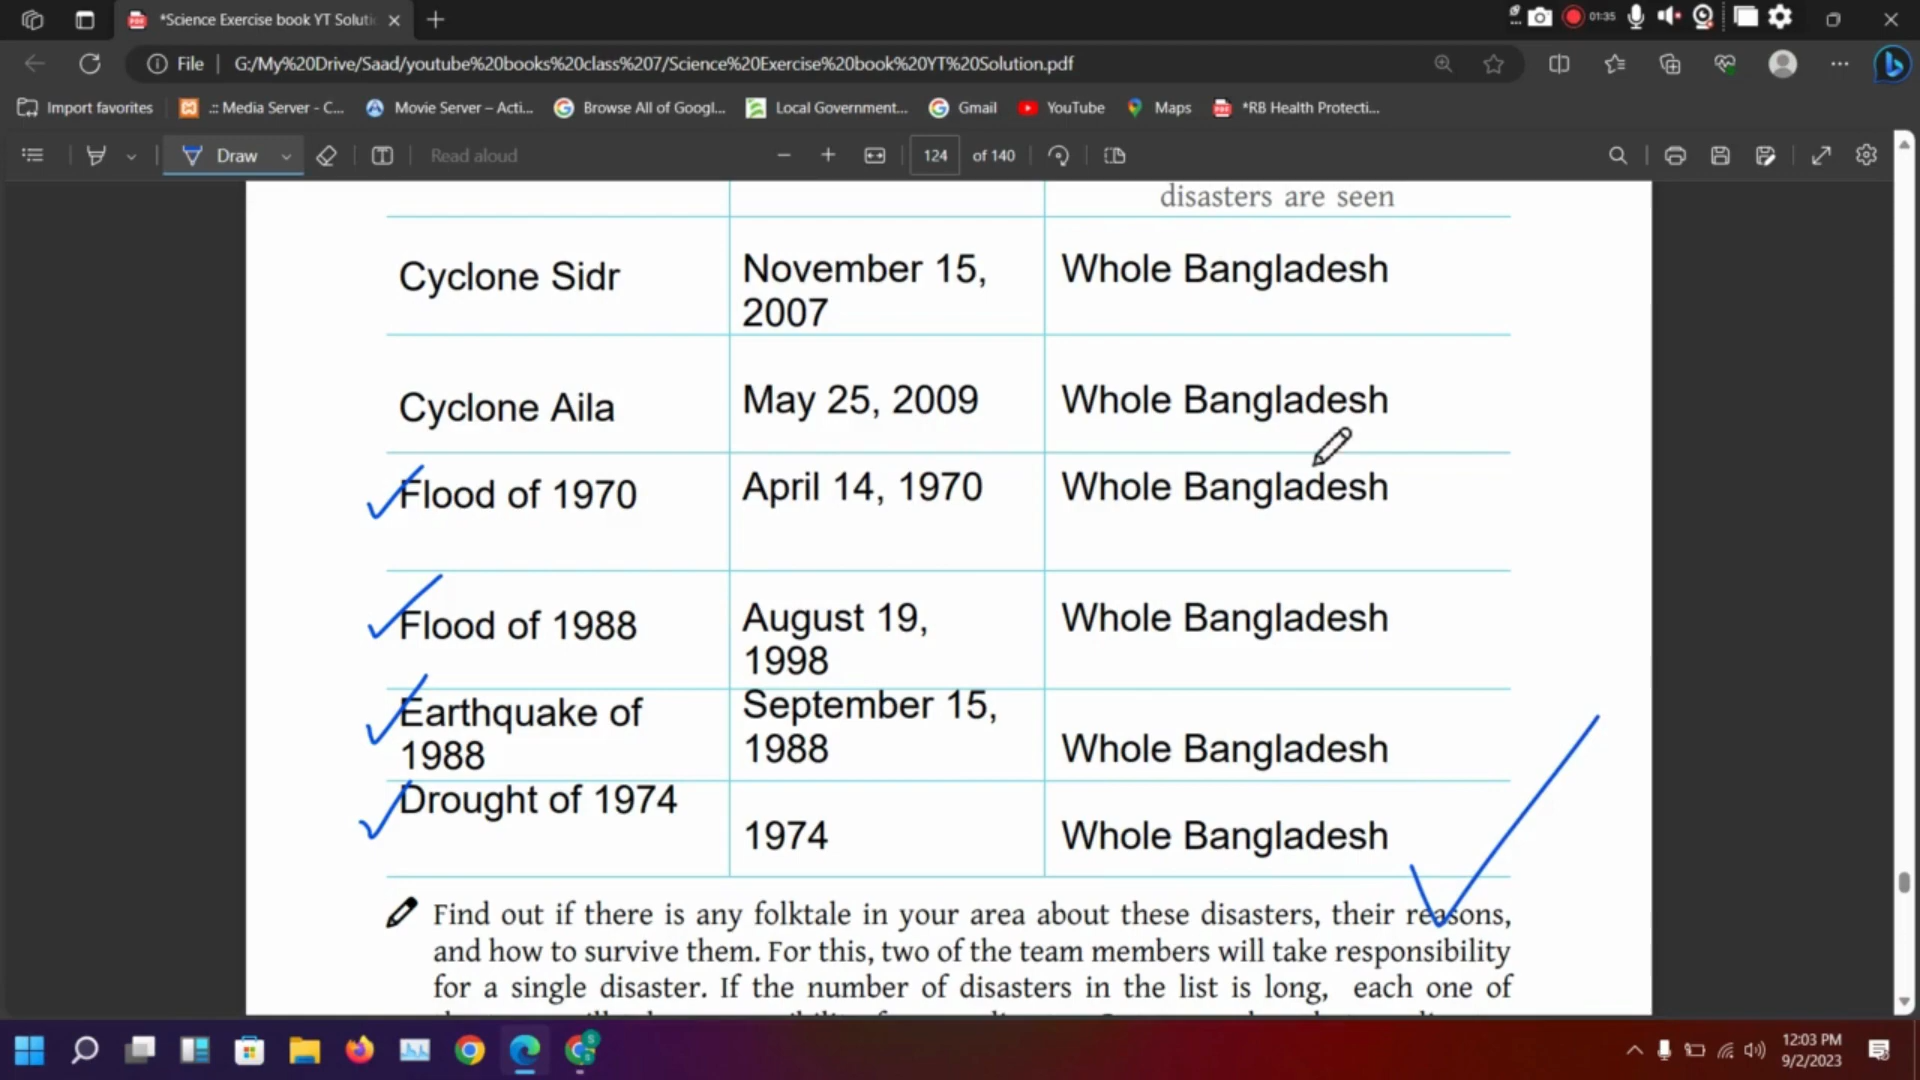 *Science Exercise book YT Soluti
01:35
File
G:/My%20Drive/Saad/youtube%20books%20class%207/Science%20Exercise%20book%20YT%20Solution.pdf
Import favorites
.:: Media Server - C...
Movie Server – Acti...
Browse All of Googl...
Local Government...
Gmail
YouTube
Maps
*RB Health Protecti...
Draw
Read aloud
124 of 140
disasters are seen
Cyclone Sidr
November 15,
2007
Whole Bangladesh
Cyclone Aila
May 25, 2009
Whole Bangladesh
Flood of 1970
April 14, 1970
Whole Bangladesh
Flood of 1988
August 19,
1998
Whole Bangladesh
Earthquake of
1988
September 15,
1988
Whole Bangladesh
Drought of 1974
1974
Whole Bangladesh
Find out if there is any folktale in your area about these disasters, their reasons,
and how to survive them. For this, two of the team members will take responsibility
for a single disaster. If the number of disasters in the list is long, each one of
12:03 PM
9/2/2023